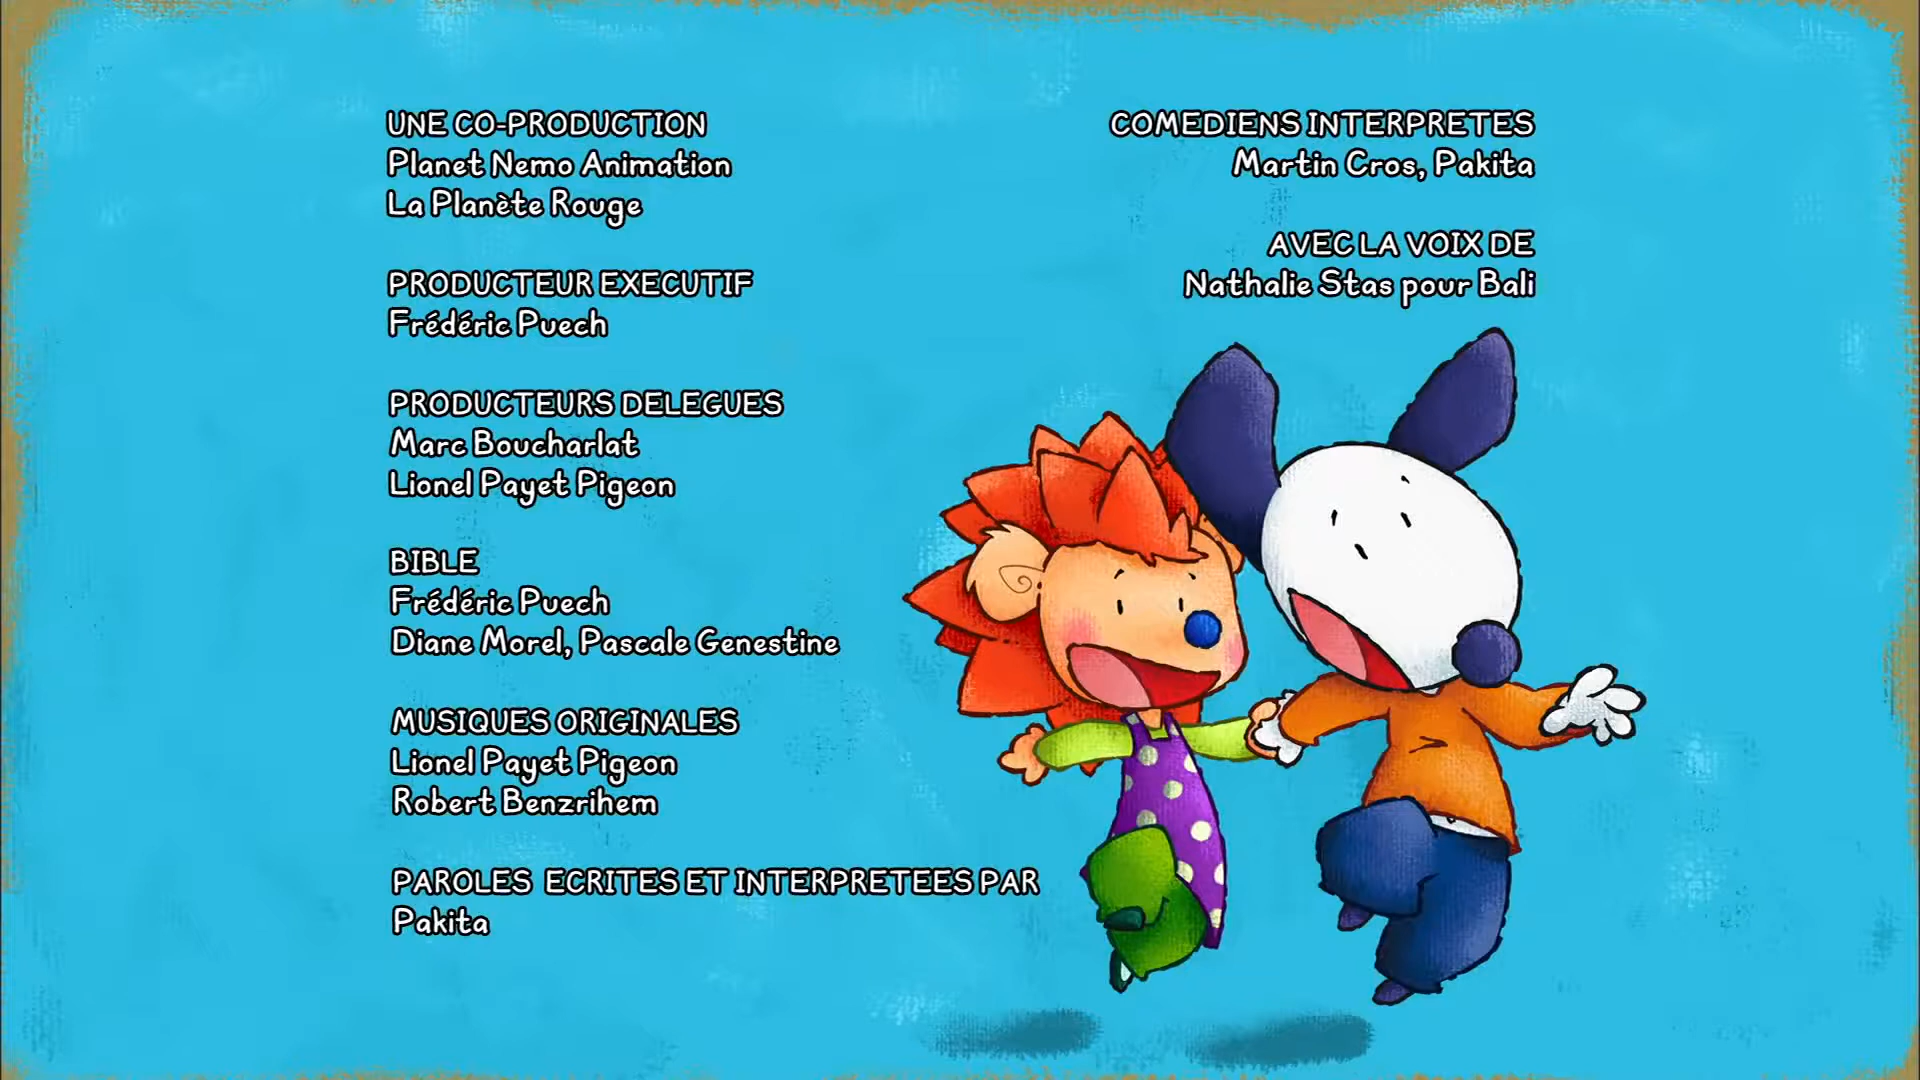 UNE CO-PRODUCTION
Planet Nemo Animation
La Planète Rouge
PRODUCTEUR EXECUTIF
Frédéric Puech
PRODUCTEURS DELEGUES
Marc Boucharlat
Lionel Payet Pigeon
BIBLE
Frédéric Puech
Diane Morel, Pascale Genestine
MUSIQUES ORIGINALES
Lionel Payet Pigeon
Robert Benzrihem
PAROLES ECRITES ET INTERPRETEES PAR
Pakita
COMEDIENS INTERPRETES
Martin Cros, Pakita
AVEC LA VOIX DE
Nathalie Stas pour Bali